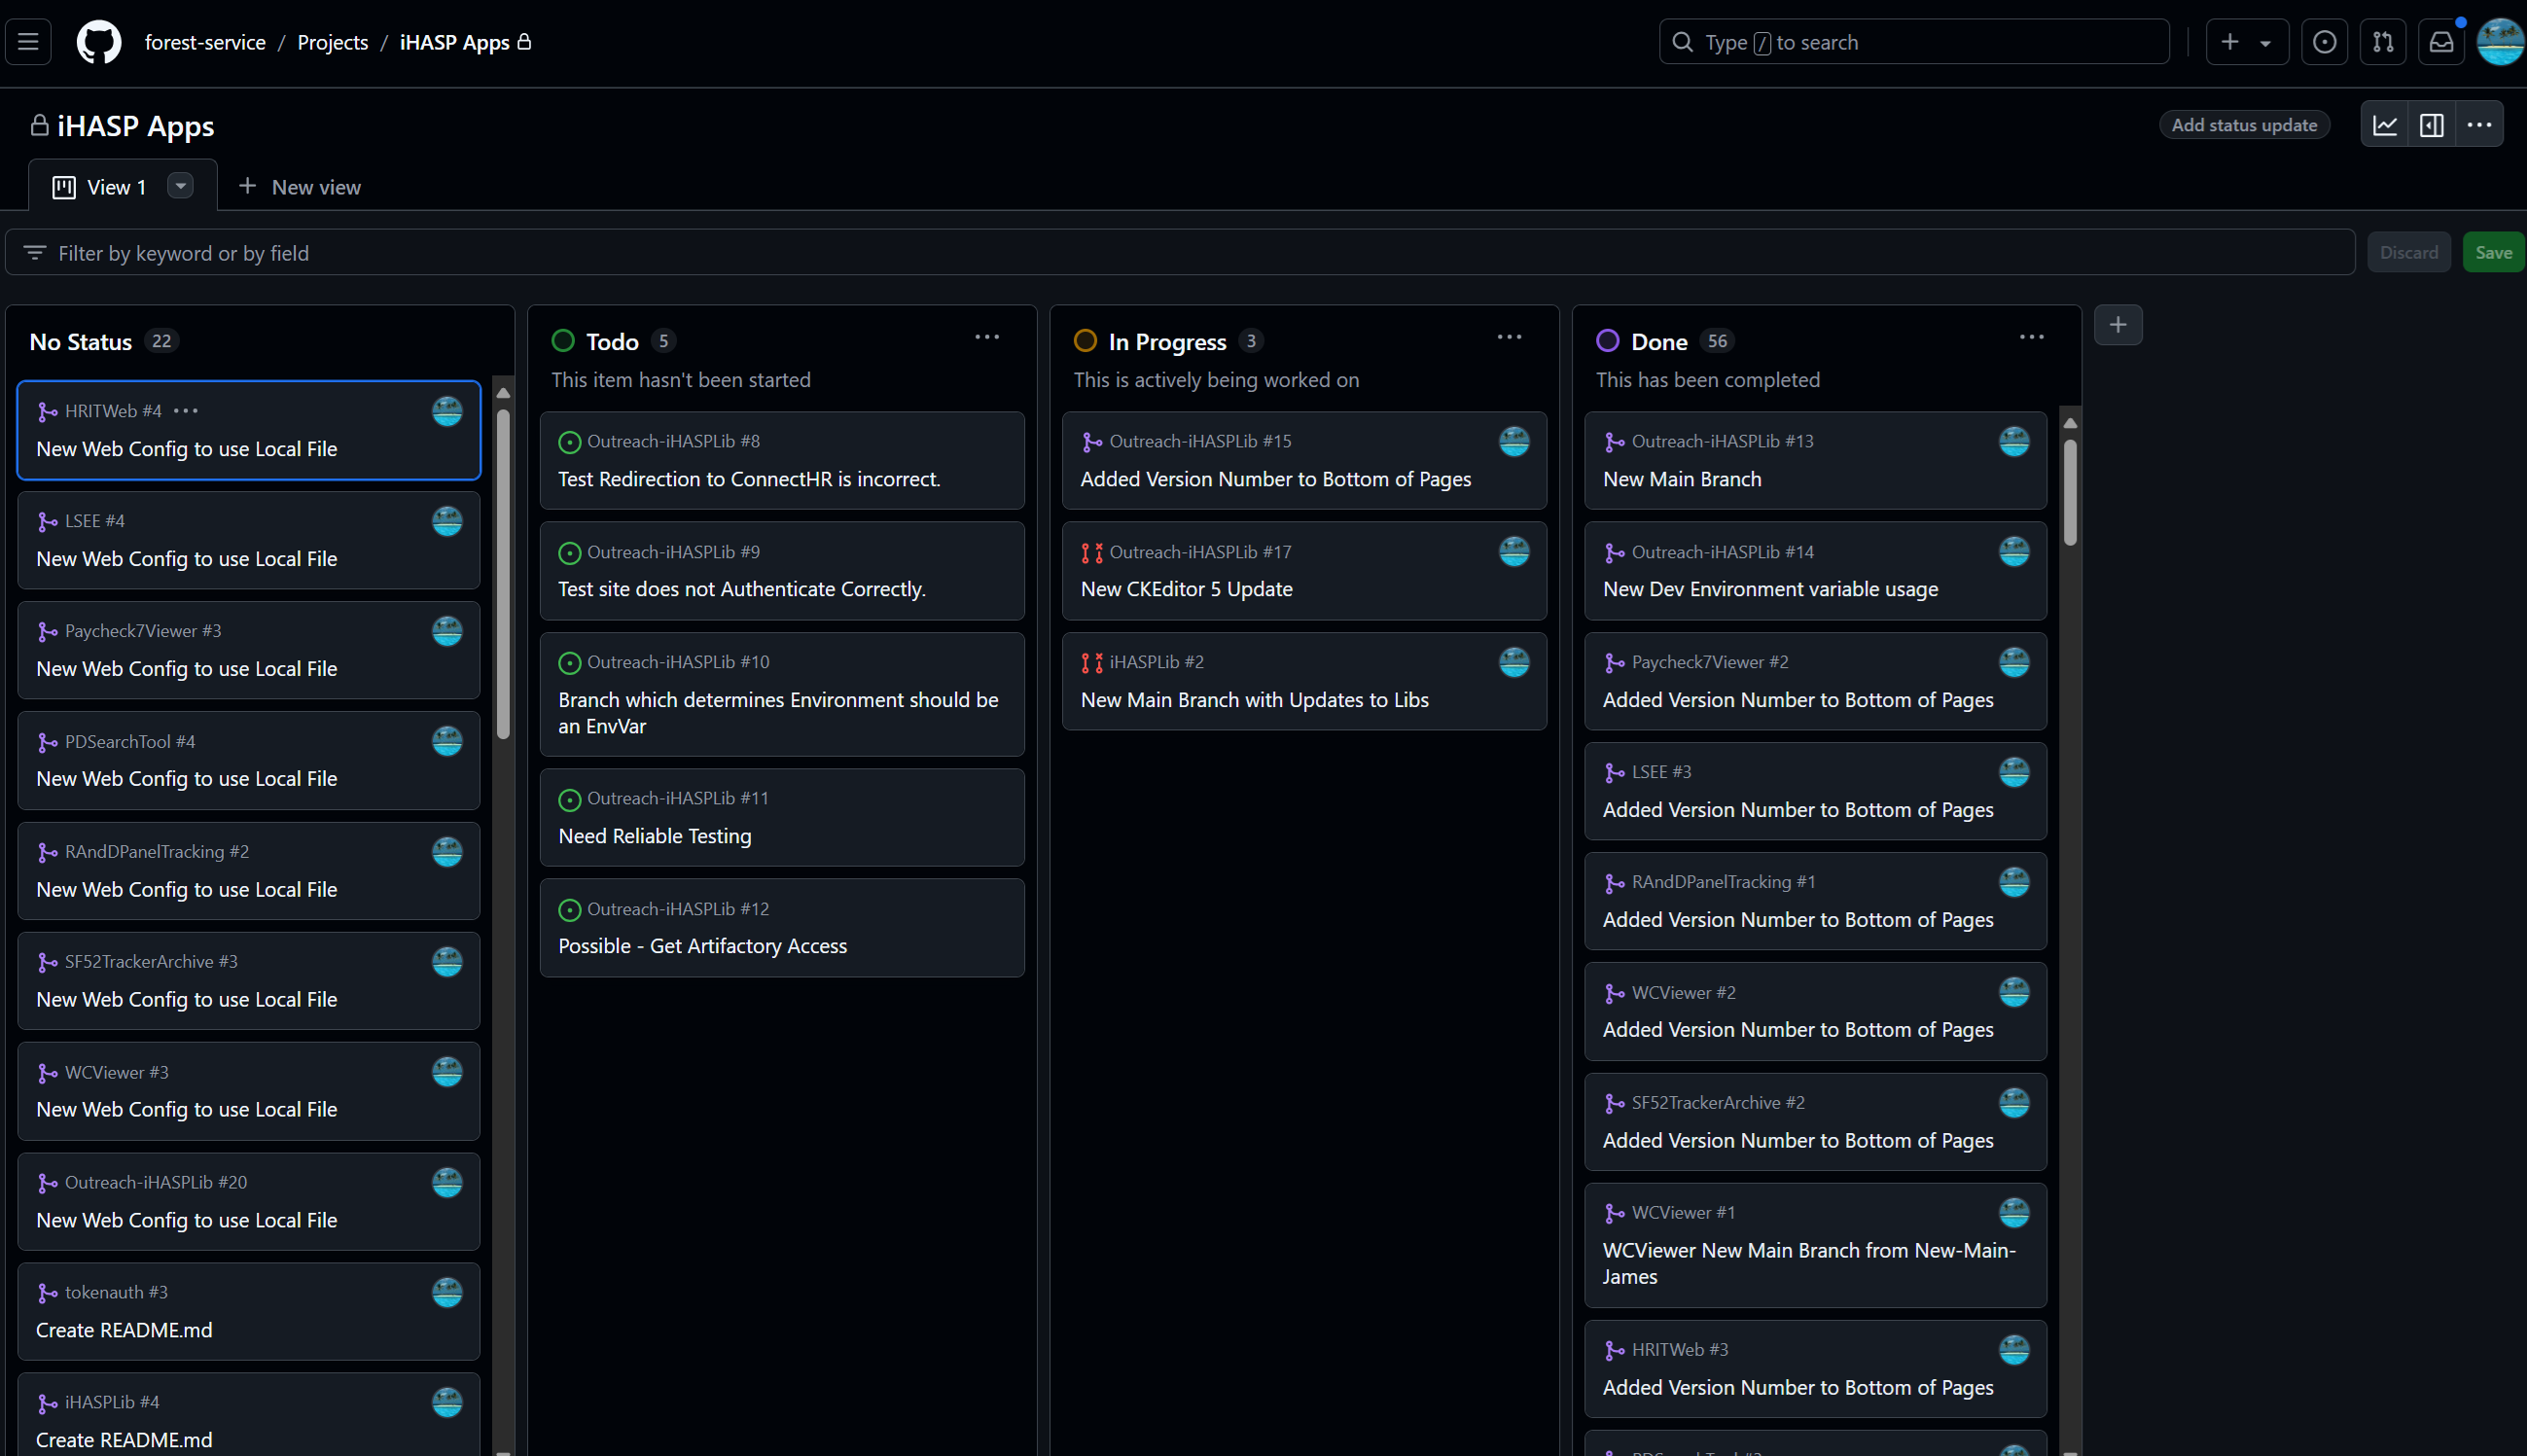 forest-service / Projects / iHASP Apps
Type / to search
iHASP Apps
Add status update
View 1
New view
Filter by keyword or by field
Discard
Save
No Status 22
HRITWeb #4
New Web Config to use Local File
LSEE #4
New Web Config to use Local File
Paycheck7Viewer #3
New Web Config to use Local File
PDSearchTool #4
New Web Config to use Local File
RAndDPanelTracking #2
New Web Config to use Local File
SF52TrackerArchive #3
New Web Config to use Local File
WCViewer #3
New Web Config to use Local File
Outreach-iHASPLib #20
New Web Config to use Local File
tokenauth #3
Create README.md
iHASPLib #4
Create README.md
Todo 5
This item hasn't been started
Outreach-iHASPLib #8
Test Redirection to ConnectHR is incorrect.
Outreach-iHASPLib #9
Test site does not Authenticate Correctly.
Outreach-iHASPLib #10
Branch which determines Environment should be
an EnvVar
Outreach-iHASPLib #11
Need Reliable Testing
Outreach-iHASPLib #12
Possible - Get Artifactory Access
In Progress 3
This is actively being worked on
Outreach-iHASPLib #15
Added Version Number to Bottom of Pages
Outreach-iHASPLib #17
New CKEditor 5 Update
iHASPLib #2
New Main Branch with Updates to Libs
Done 56
This has been completed
Outreach-iHASPLib #13
New Main Branch
Outreach-iHASPLib #14
New Dev Environment variable usage
Paycheck7Viewer #2
Added Version Number to Bottom of Pages
LSEE #3
Added Version Number to Bottom of Pages
RAndDPanelTracking #1
Added Version Number to Bottom of Pages
WCViewer #2
Added Version Number to Bottom of Pages
SF52TrackerArchive #2
Added Version Number to Bottom of Pages
WCViewer #1
WCViewer New Main Branch from New-Main-
James
HRITWeb #3
Added Version Number to Bottom of Pages